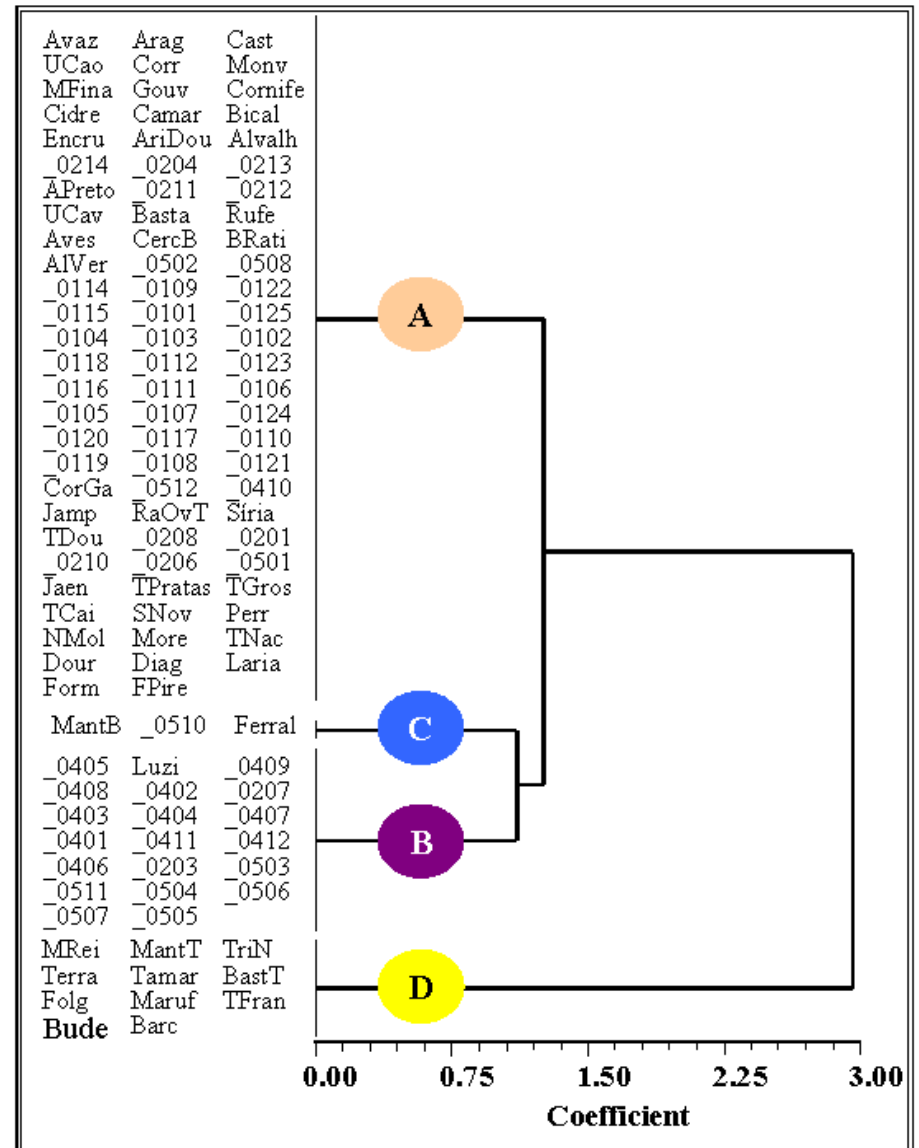 Avaz Arag Cast
UCao Corr Monv
MFina Gouv Cornife
Cidre Camar Bical
Encru AriDou Alvalh
_0214 _0204 _0213
APreto _0211 _0212
UCav Basta Rufe
Aves CercB BRati
AlVer _0502 _0508
_0114 _0109 _0122
_0115 _0101 _0125
_0104 _0103 _0102
_0118 _0112 _0123
_0116 _0111 _0106
_0105 _0107 _0124
_0120 _0117 _0110
_0119 _0108 _0121
CorGa _0512 _0410
Jamp RaOvT Síria
TDou _0208 _0201
_0210 _0206 _0501
Jaen TPratas TGros
TCai SNov Perr
NMol More TNac
Dour Diag Laria
Form FPire
A
MantB _0510 Ferral
C
_0405 Luzi _0409
_0408 _0402 _0207
_0403 _0404 _0407
_0401 _0411 _0412
_0406 _0203 _0503
_0511 _0504 _0506
_0507 _0505
B
MRei MantT TriN
Terra Tamar BastT
Folg Maruf TFran
Bude Barc
D
0.00 0.75 1.50 2.25 3.00
Coefficient